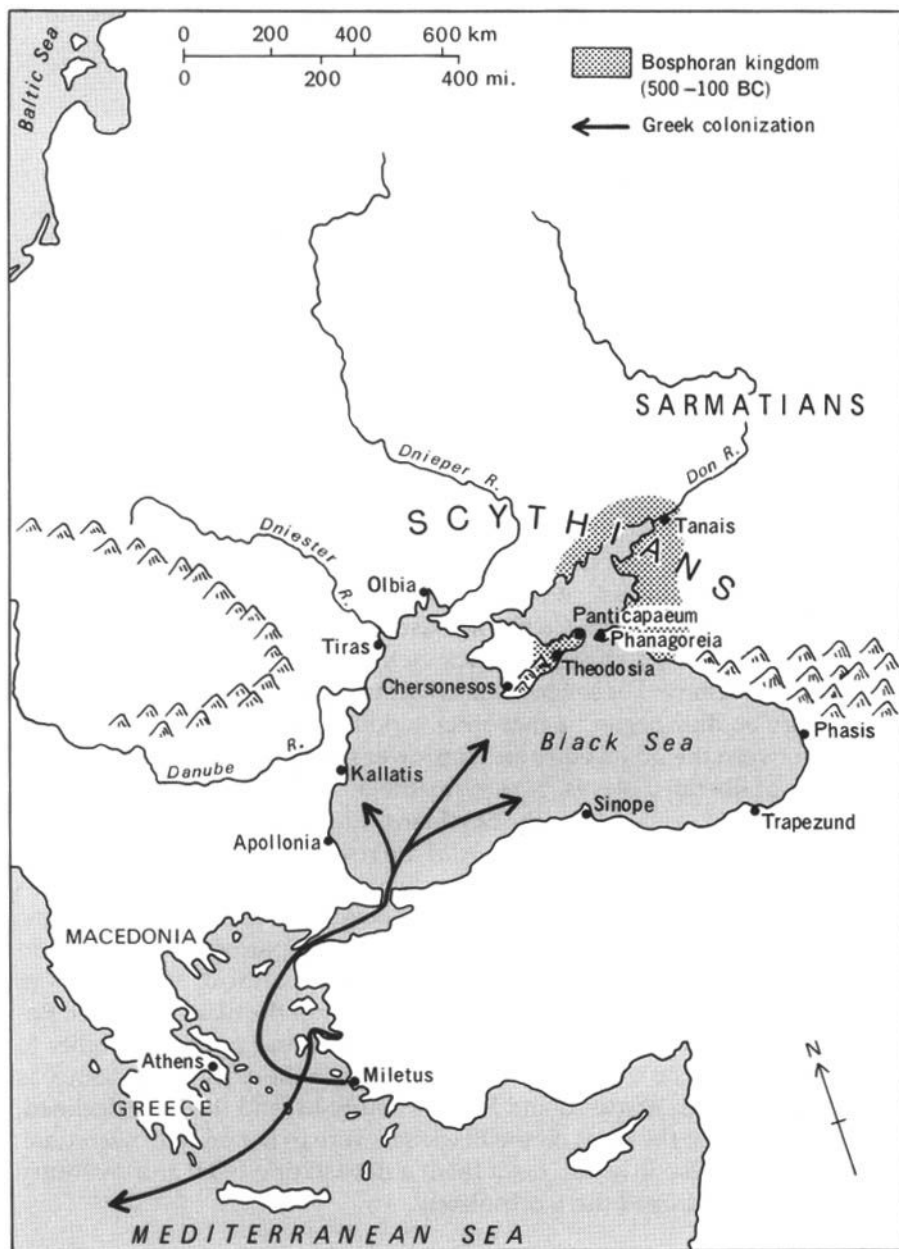 Baltic Sea
0 200 400 600 km
0 200 400 mi.
Bosphoran kingdom
(500–100 BC)
Greek colonization
SARMATIANS
Dnieper R.
Don R.
SCYTHIANS
Tanais
Dniester R.
Olbia
Panticapaeum
Phanagoreia
Tiras
Theodosia
Chersonesos
Phasis
Black Sea
Danube R.
Kallatis
Sinope
Trapezund
Apollonia
MACEDONIA
N
Athens
Miletus
GREECE
MEDITERRANEAN SEA